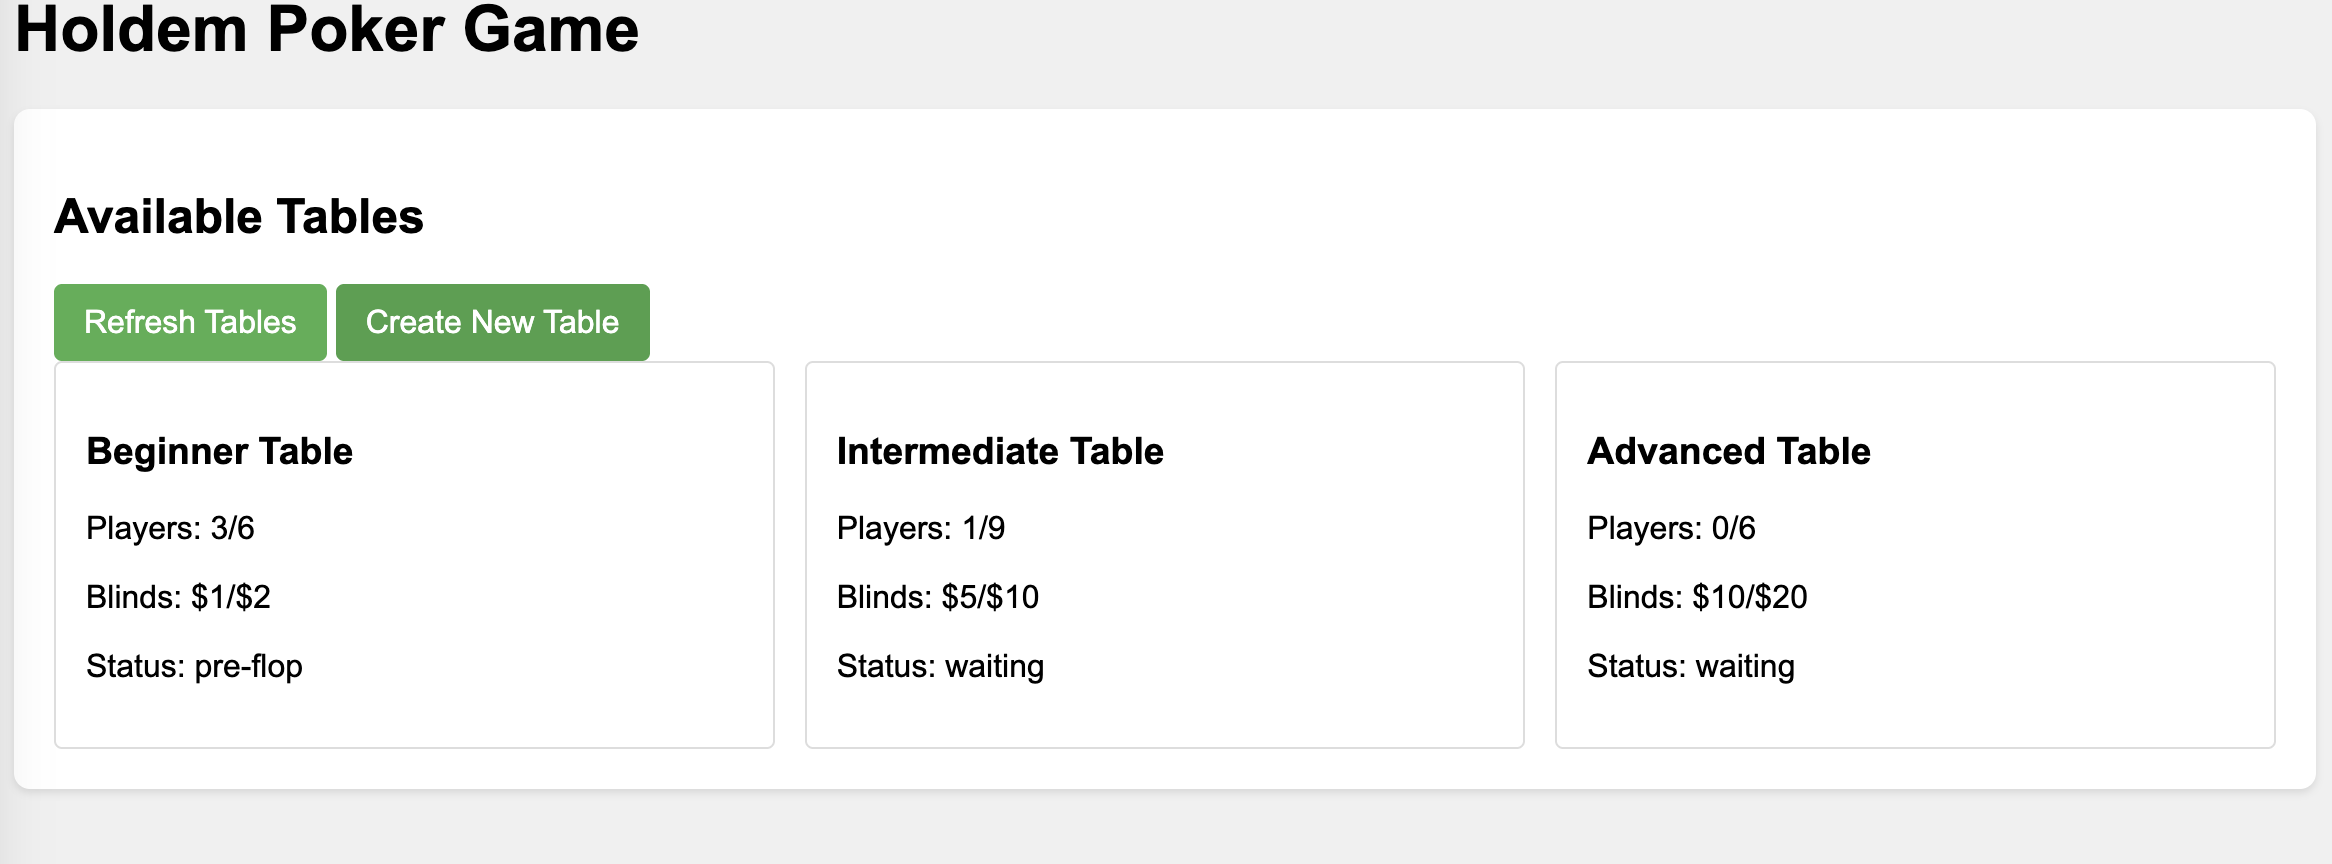 Holdem Poker Game
Available Tables
Refresh Tables
Create New Table
Beginner Table
Players: 3/6
Blinds: $1/$2
Status: pre-flop
Intermediate Table
Players: 1/9
Blinds: $5/$10
Status: waiting
Advanced Table
Players: 0/6
Blinds: $10/$20
Status: waiting